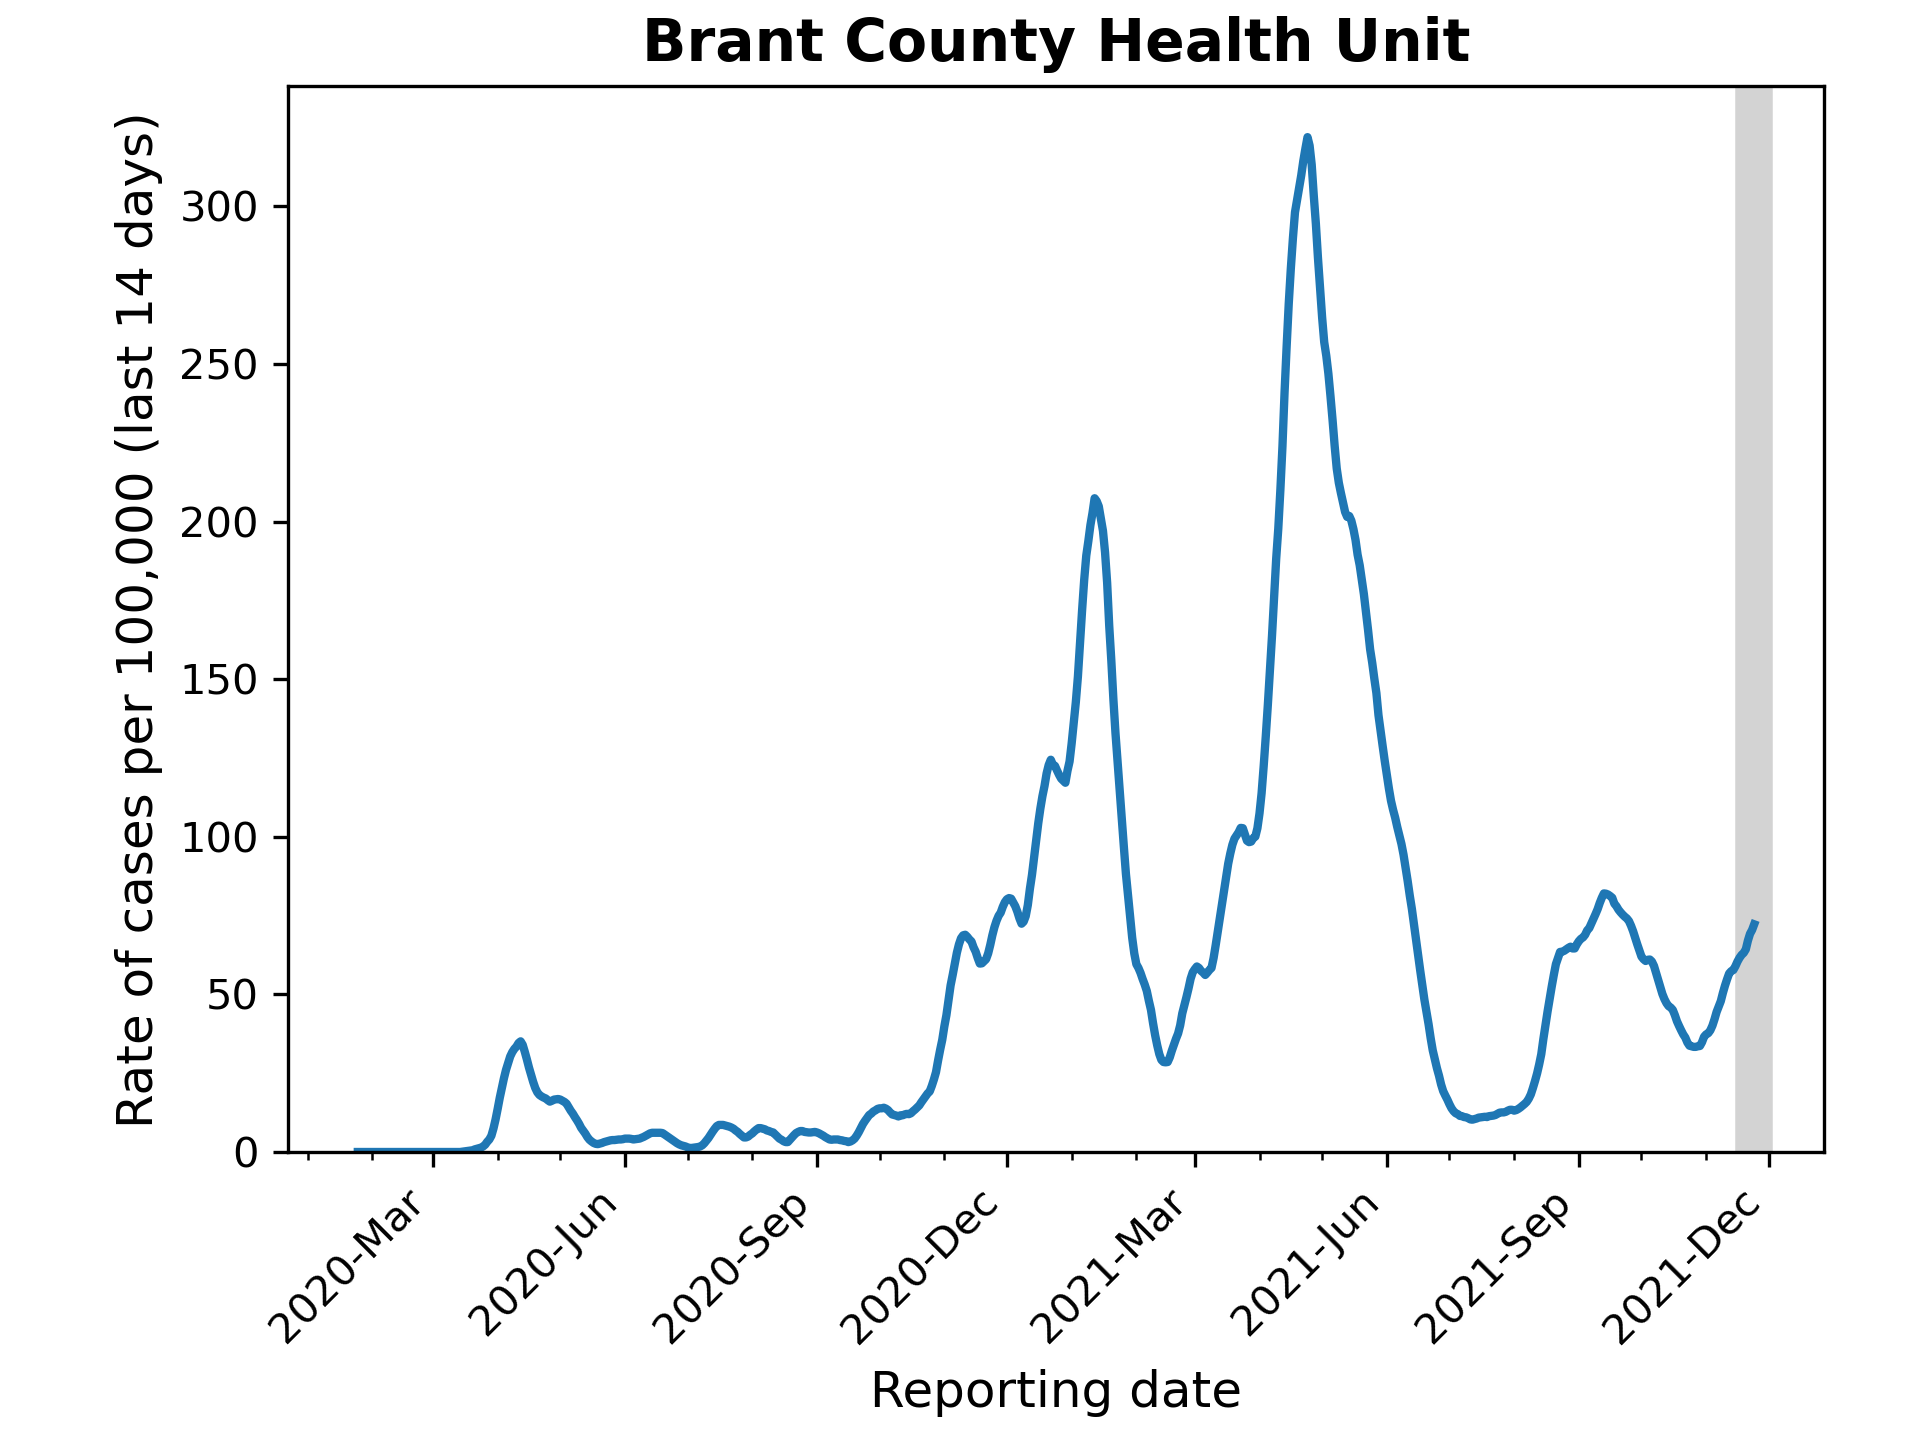 Brant County Health Unit
Rate of cases per 100,000 (last 14 days)
300
250
200
150
100
50
0
2020-Mar
2020-Jun
2020-Sep
2020-Dec
2021-Mar
2021-Jun
2021-Sep
2021-Dec
Reporting date